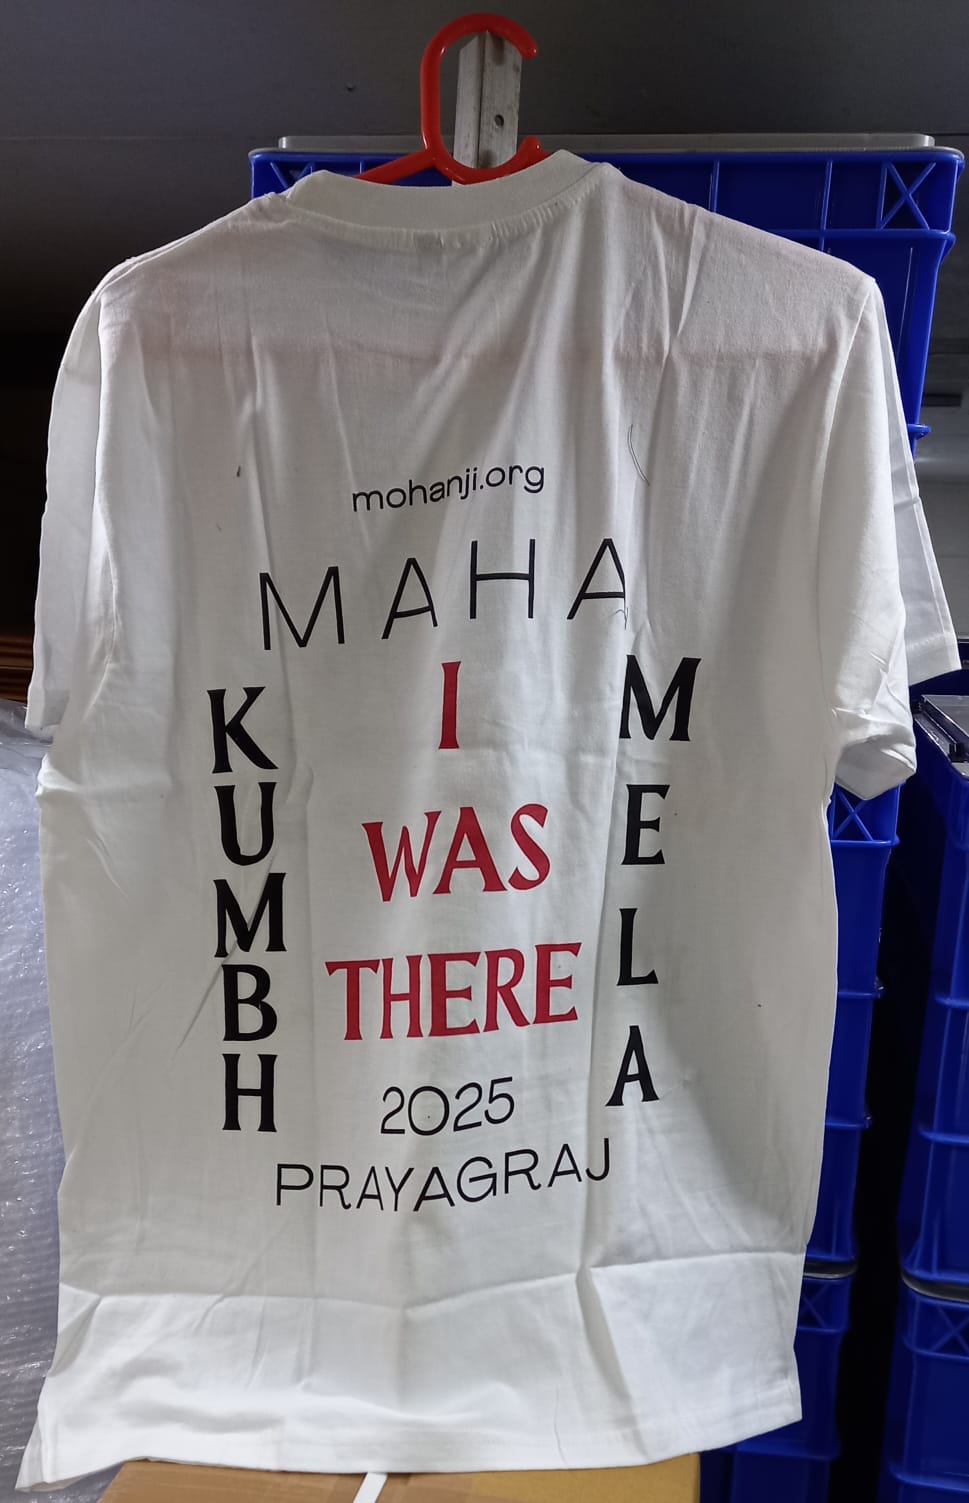 mohanji.org
MAHA
KUMBH
I
WAS
THERE
MELA
2025
PRAYAGRAJ